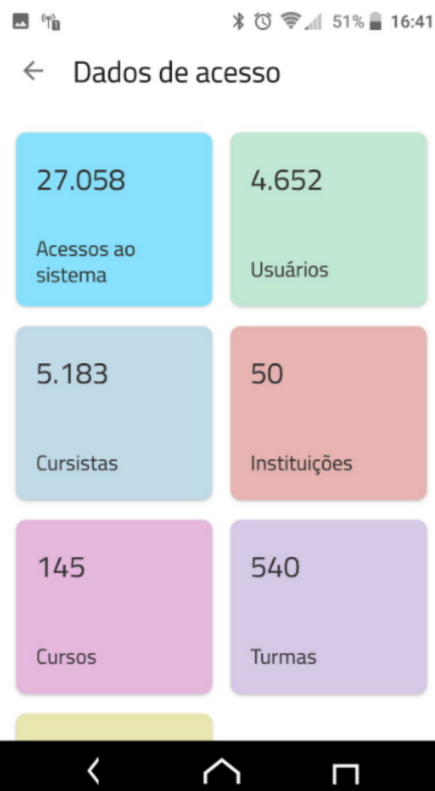 51% 16:41
Dados de acesso
27.058
4.652
Acessos ao
sistema
Usuários
5.183
50
Cursistas
Instituições
145
540
Cursos
Turmas